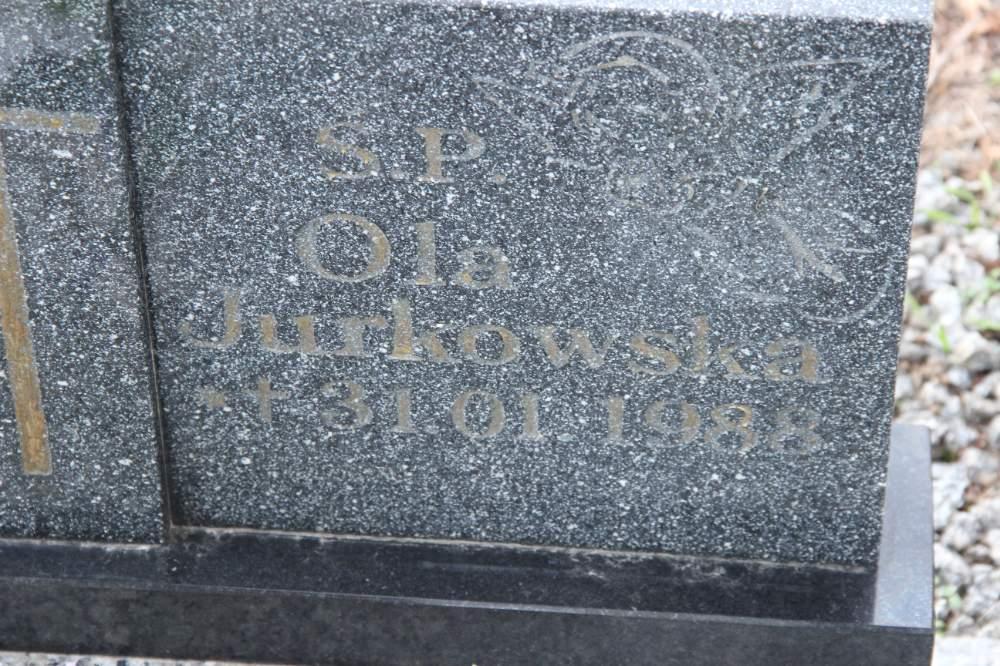 Ś.P.
Ola
Jurkowska
*† 31.01.1988